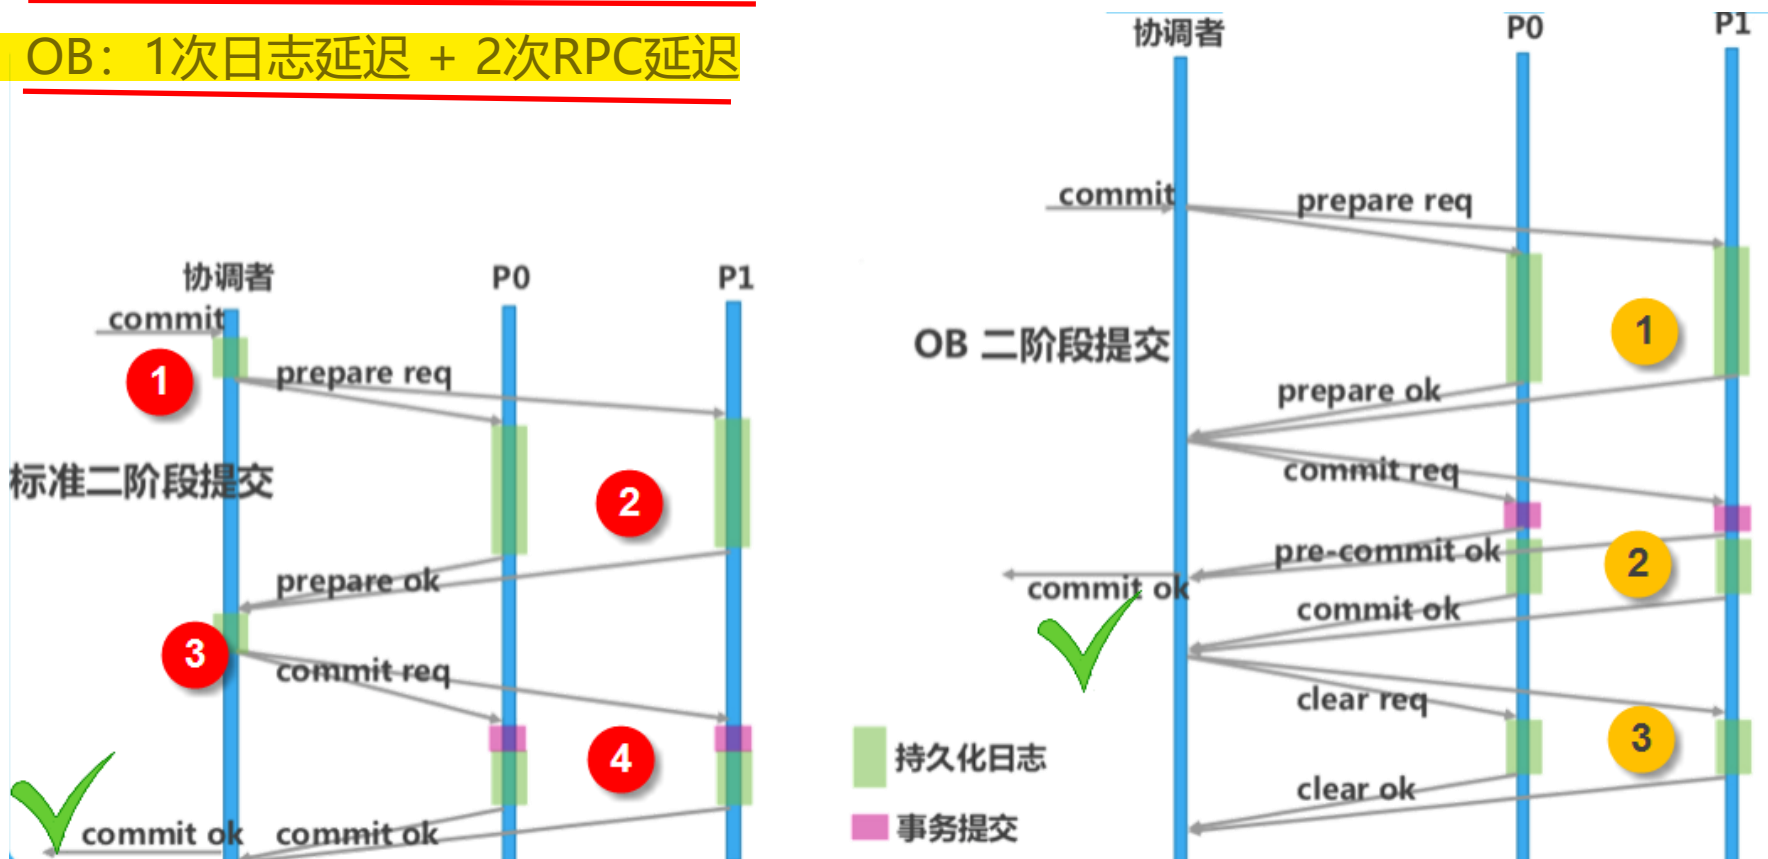 OB：1次日志延迟 + 2次RPC延迟
协调者
P0
P1
commit
1
prepare req
标准二阶段提交
2
prepare ok
3
commit req
4
commit ok
commit ok
协调者
P0
P1
commit
prepare req
OB 二阶段提交
1
prepare ok
commit req
pre-commit ok
2
commit ok
commit ok
clear req
3
clear ok
持久化日志
事务提交